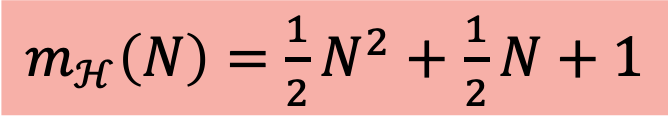 m_ℋ(N) = ½N² + ½N + 1